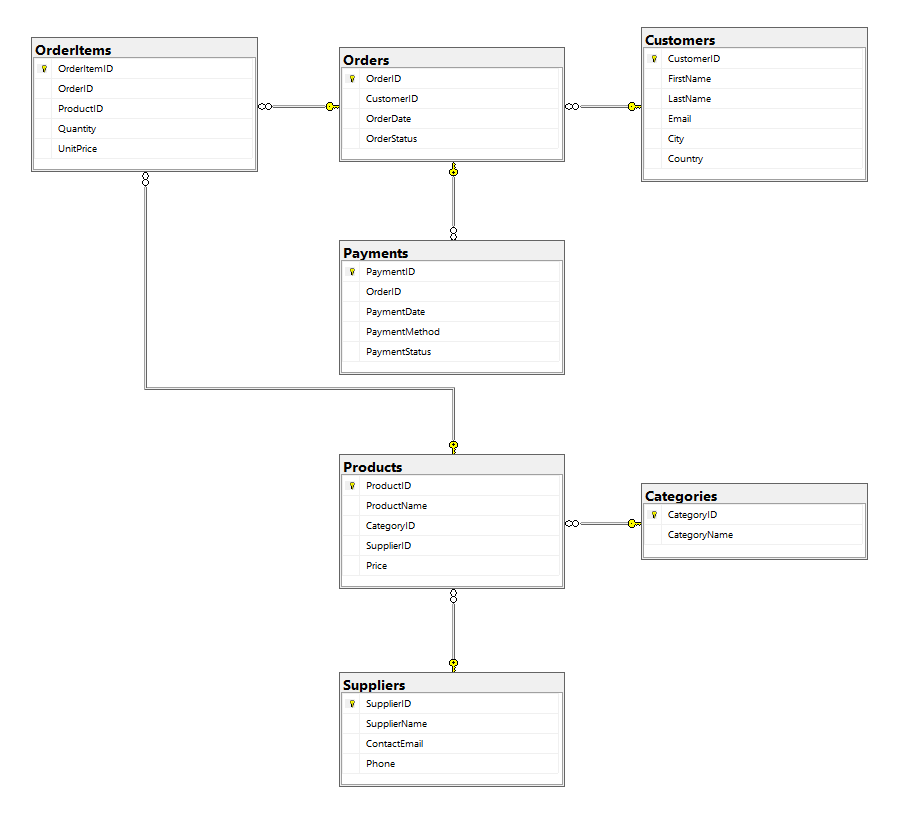 OrderItems
OrderItemID
OrderID
ProductID
Quantity
UnitPrice
Orders
OrderID
CustomerID
OrderDate
OrderStatus
Customers
CustomerID
FirstName
LastName
Email
City
Country
Payments
PaymentID
OrderID
PaymentDate
PaymentMethod
PaymentStatus
Products
ProductID
ProductName
CategoryID
SupplierID
Price
Categories
CategoryID
CategoryName
Suppliers
SupplierID
SupplierName
ContactEmail
Phone